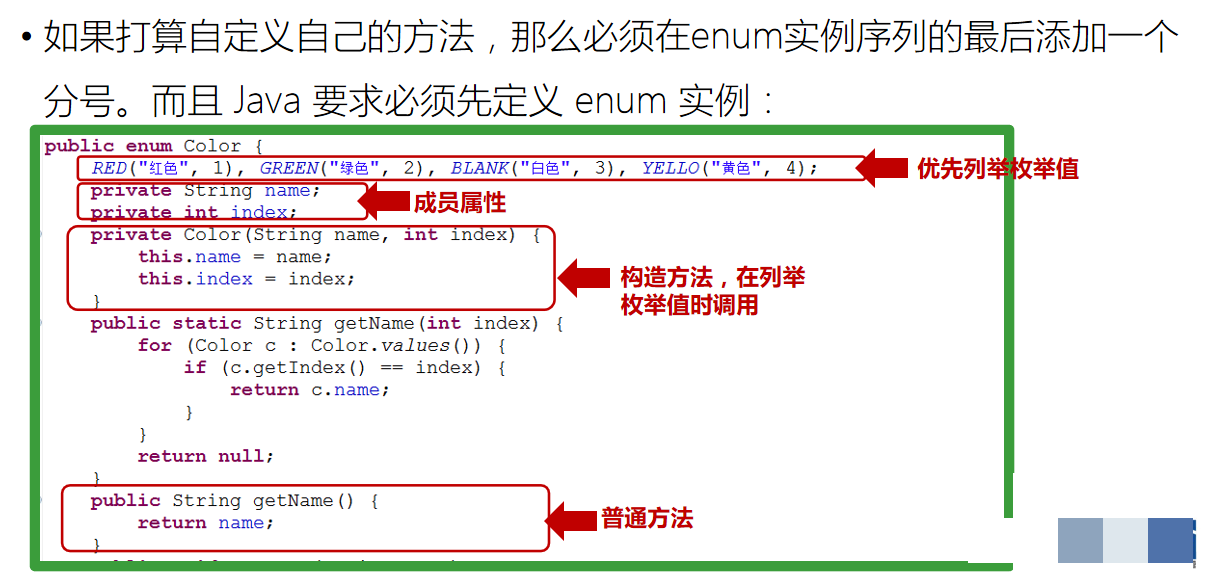 • 如果打算自定义自己的方法，那么必须在enum实例序列的最后添加一个
分号。而且 Java 要求必须先定义 enum 实例：
public enum Color {
RED("红色", 1), GREEN("绿色", 2), BLANK("白色", 3), YELLO("黄色", 4);
优先列举枚举值
private String name;
private int index;
成员属性
private Color(String name, int index) {
this.name = name;
this.index = index;
}
构造方法，在列举
枚举值时调用
public static String getName(int index) {
for (Color c : Color.values()) {
if (c.getIndex() == index) {
return c.name;
}
}
return null;
}
public String getName() {
return name;
}
普通方法